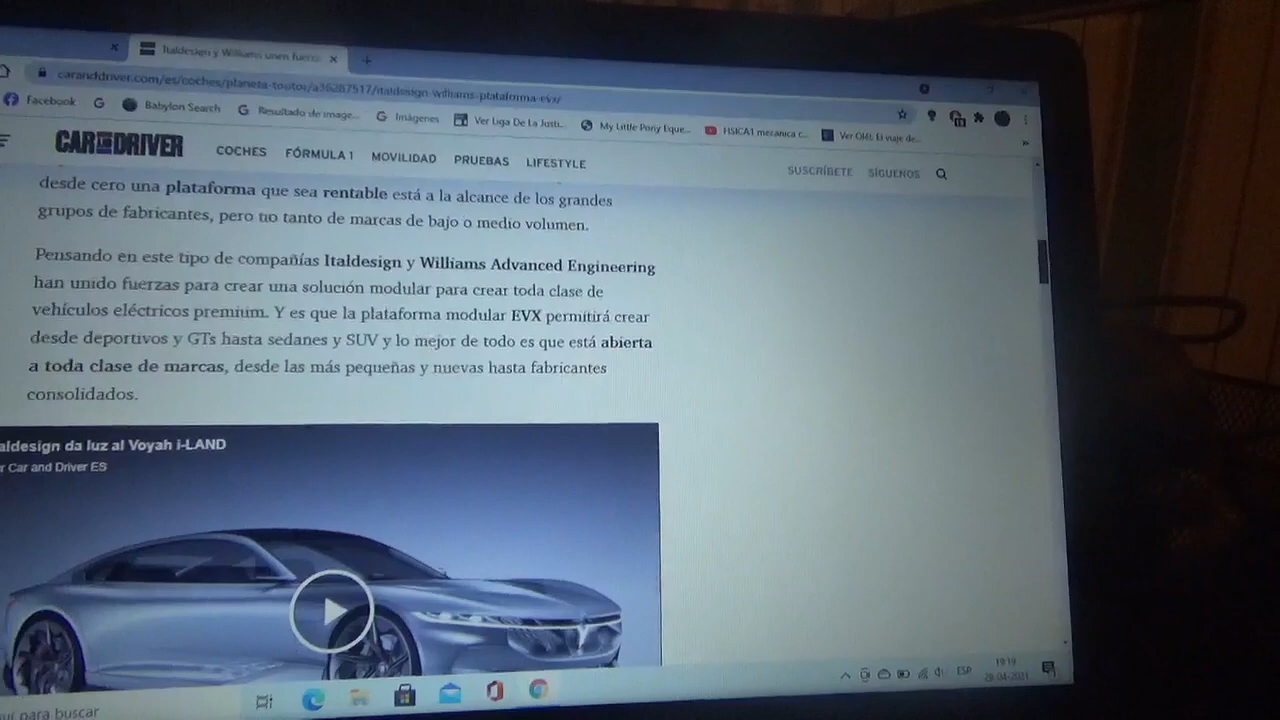 Italdesign y Williams unen fuerza
caranddriver.com/es/coches/planeta-motor/a36287517/italdesign-williams-plataforma-evx/
Facebook
Babylon Search
Resultado de image...
Imágenes
Ver Liga De La Justi...
My Little Pony Eque...
FISICA1 mecanica c...
Ver Olét. El viaje de...
»
CAR AND DRIVER
COCHES FÓRMULA 1 MOVILIDAD PRUEBAS LIFESTYLE
SUSCRÍBETE SÍGUENOS
desde cero una plataforma que sea rentable está a la alcance de los grandes
grupos de fabricantes, pero no tanto de marcas de bajo o medio volumen.
Pensando en este tipo de compañías Italdesign y Williams Advanced Engineering
han unido fuerzas para crear una solución modular para crear toda clase de
vehículos eléctricos premium. Y es que la plataforma modular EVX permitirá crear
desde deportivos y GTs hasta sedanes y SUV y lo mejor de todo es que está abierta
a toda clase de marcas, desde las más pequeñas y nuevas hasta fabricantes
consolidados.
aldesign da luz al Voyah i-LAND
r Car and Driver ES
uí para buscar
ESP
19:19
29-04-2021